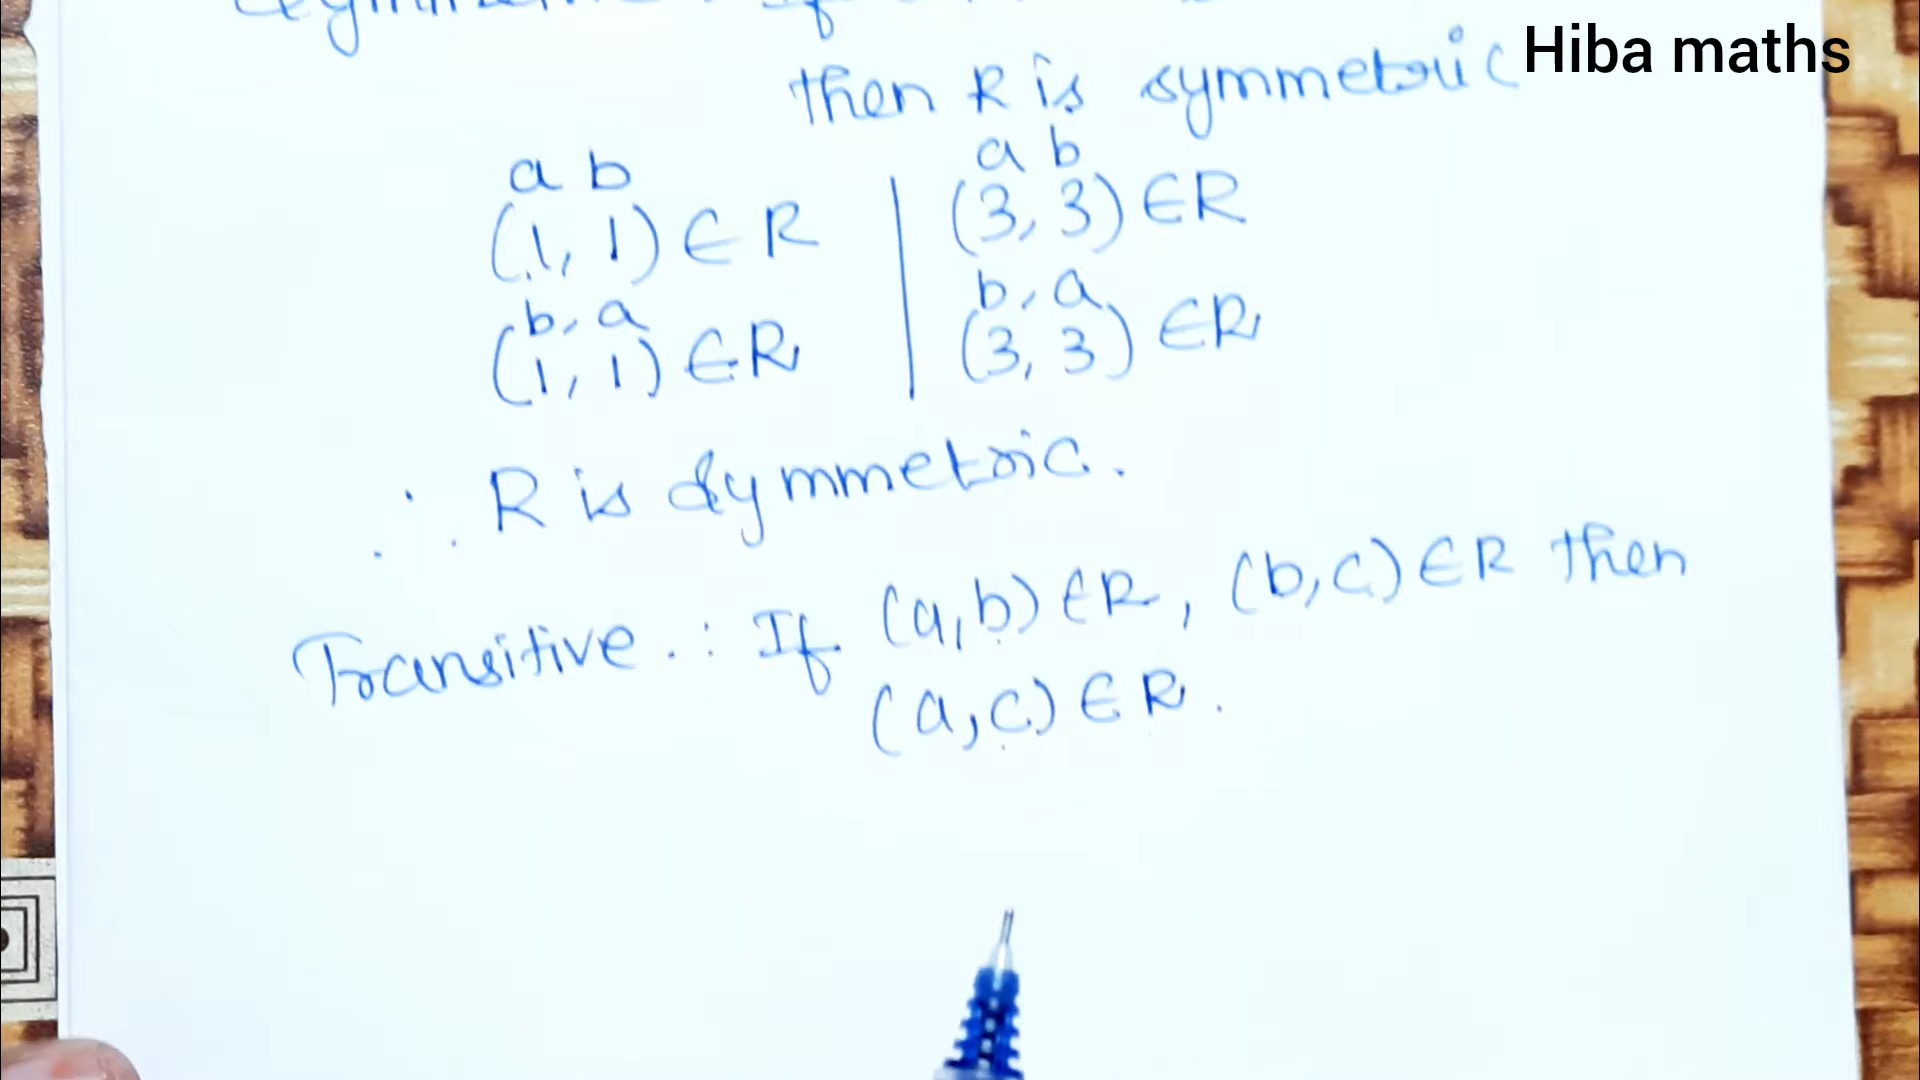 Hiba maths
then R is symmetric
a b
(1, 1) ∈ R
b, a
(1, 1) ∈ R
a b
(3, 3) ∈ R
b, a
(3, 3) ∈ R
∴ R is symmetric.
Transitive : If (a,b) ∈ R, (b,c) ∈ R then
(a,c) ∈ R.